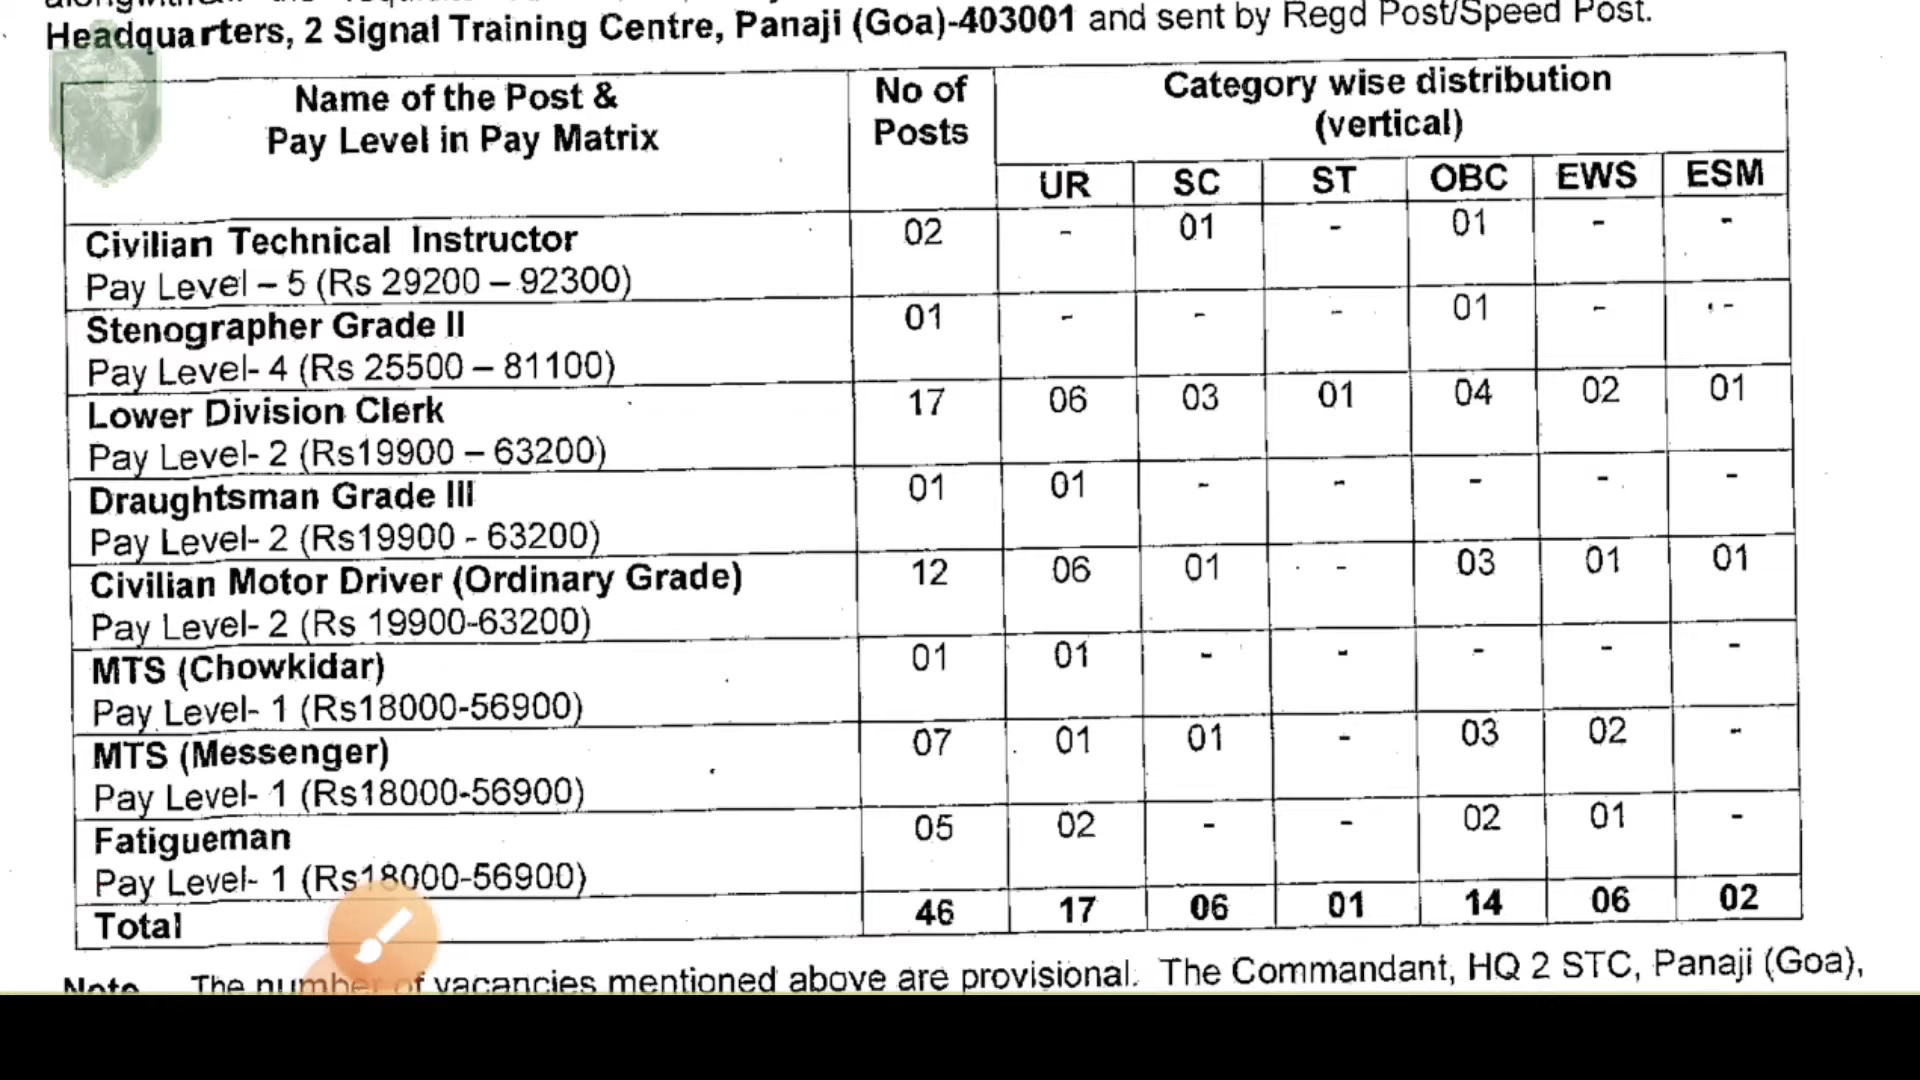 Headquarters, 2 Signal Training Centre, Panaji (Goa)-403001 and sent by Regd Post/Speed Post.
Name of the Post & Pay Level in Pay Matrix No of Posts Category wise distribution (vertical)
UR SC ST OBC EWS ESM
Civilian Technical Instructor 02 - 01 - 01 - -
Pay Level – 5 (Rs 29200 – 92300)
Stenographer Grade II 01 - - - 01 - -
Pay Level- 4 (Rs 25500 – 81100)
Lower Division Clerk 17 06 03 01 04 02 01
Pay Level- 2 (Rs19900 – 63200)
Draughtsman Grade III 01 01 - - - - -
Pay Level- 2 (Rs19900 - 63200)
Civilian Motor Driver (Ordinary Grade) 12 06 01 - 03 01 01
Pay Level- 2 (Rs 19900-63200)
MTS (Chowkidar) 01 01 - - - - -
Pay Level- 1 (Rs18000-56900)
MTS (Messenger) 07 01 01 - 03 02 -
Pay Level- 1 (Rs18000-56900)
Fatigueman 05 02 - - 02 01 -
Pay Level- 1 (Rs18000-56900)
Total 46 17 06 01 14 06 02
Note The number of vacancies mentioned above are provisional. The Commandant, HQ 2 STC, Panaji (Goa),